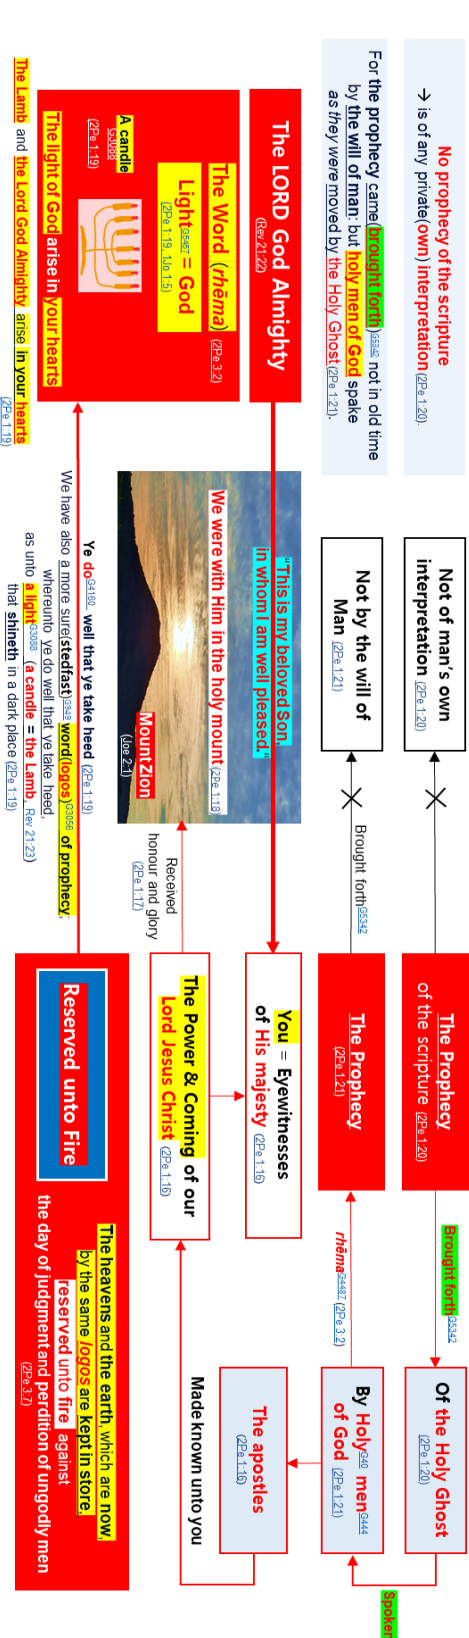 No prophecy of the scripture
→ is of any private(own) interpretation (2Pe 1:20).
For the prophecy came(brought forth)G5342 not in old time
by the will of man: but holy men of God spake
as they were moved by the Holy Ghost(2Pe 1:21).
The LORD God Almighty
(Rev 21:22)
The Word (rhēma) (2Pe 3:2)
LightG5457 = God
(2Pe 1:19, 1Jo 1:5)
A candle
G3088
(2Pe 1:19)
The light of God arise in your hearts
The Lamb and the Lord God Almighty arise in your hearts
(2Pe 1:19)
Not of man's own
interpretation (2Pe 1:20)
Not by the will of
Man (2Pe 1:21)
Brought forthG5342
"This is my beloved Son,
in whom I am well pleased."
We were with Him in the holy mount (2Pe 1:18)
Mount Zion
(Joe 2:1)
Received
honour and glory
(2Pe 1:17)
Ye doG4160 well that ye take heed (2Pe 1:19)
We have also a more sure(stedfast)G949 word(logos)G3056 of prophecy;
whereunto ye do well that ye take heed,
as unto a lightG3088 (a candle = the Lamb, Rev 21:23)
that shineth in a dark place (2Pe 1:19)
The Prophecy
of the scripture (2Pe 1:20)
The Prophecy
(2Pe 1:21)
You = Eyewitnesses
of His majesty (2Pe 1:16)
The Power & Coming of our
Lord Jesus Christ (2Pe 1:16)
Brought forthG5342
rhēmaG4487 (2Pe 3:2)
Of the Holy Ghost
(2Pe 1:20)
By HolyG40 menG444
of God (2Pe 1:21)
Spoken
The apostles
(2Pe 1:16)
Made known unto you
Reserved unto Fire
The heavens and the earth, which are now,
by the same logos are kept in store,
reserved unto fire against
the day of judgment and perdition of ungodly men
(2Pe 3:7)